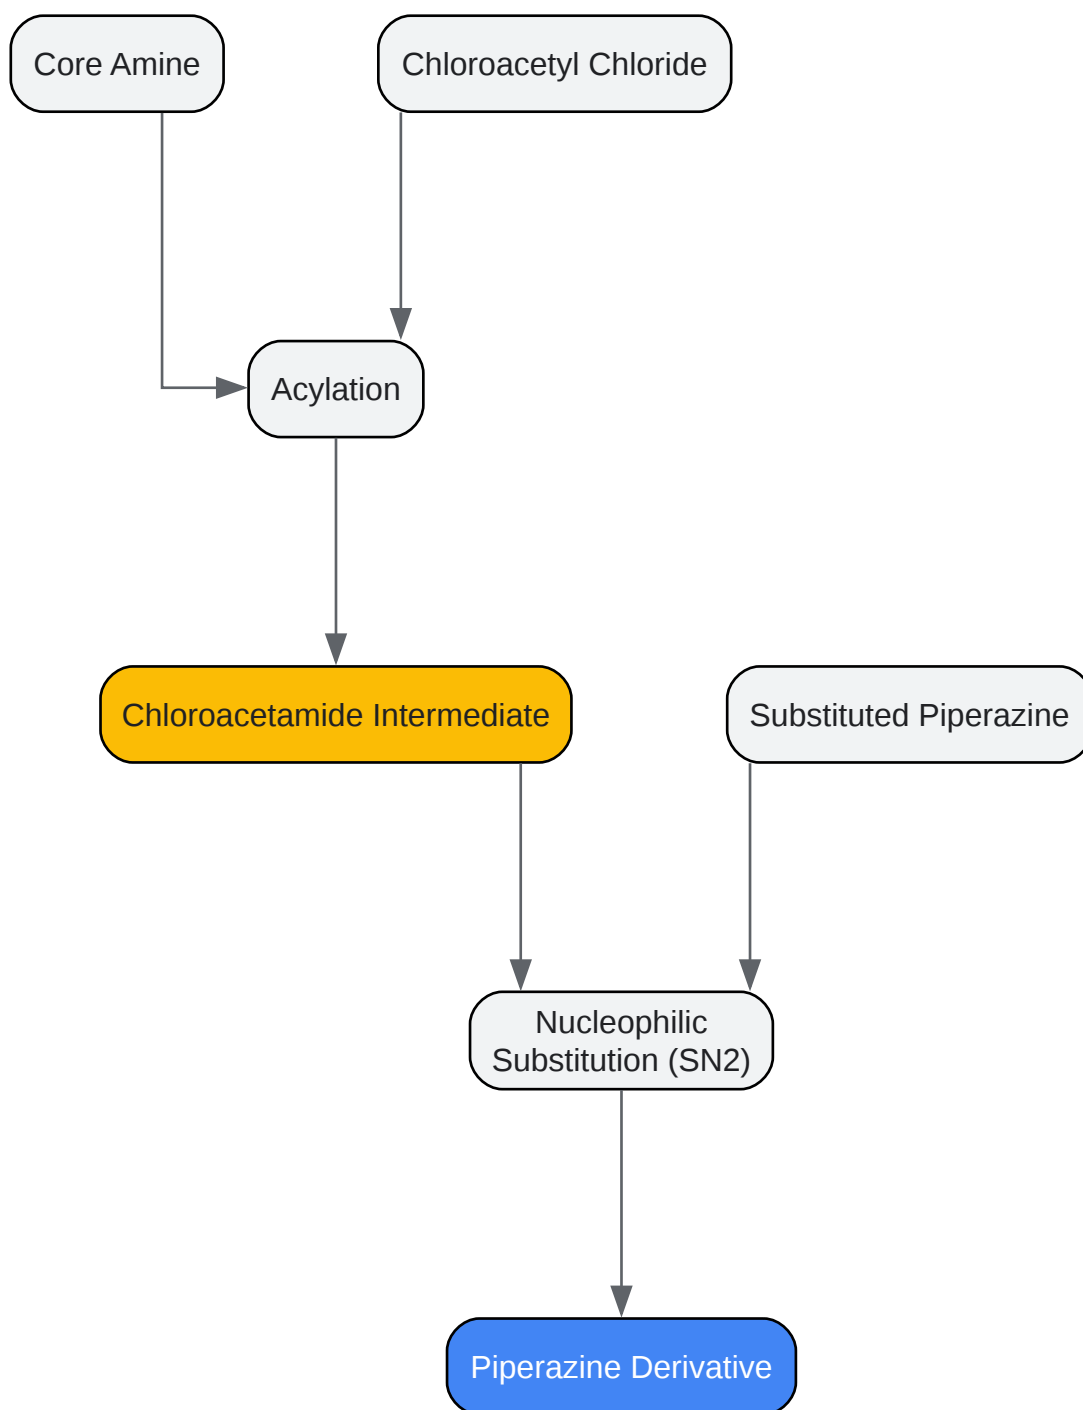 Core Amine
Chloroacetyl Chloride
Acylation
Chloroacetamide Intermediate
Substituted Piperazine
Nucleophilic
Substitution (SN2)
Piperazine Derivative